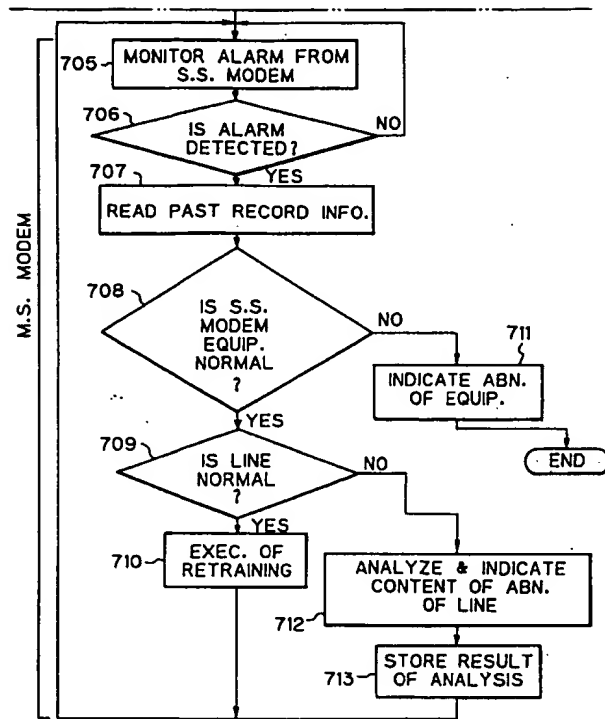 705
MONITOR ALARM FROM
S.S. MODEM
706
IS ALARM
DETECTED?
NO
YES
707
READ PAST RECORD INFO.
M.S. MODEM
708
IS S.S.
MODEM
EQUIP.
NORMAL
?
NO
YES
711
INDICATE ABN.
OF EQUIP.
END
709
IS LINE
NORMAL
?
NO
YES
710
EXEC. OF
RETRAINING
ANALYZE & INDICATE
CONTENT OF ABN.
OF LINE
712
STORE RESULT
OF ANALYSIS
713